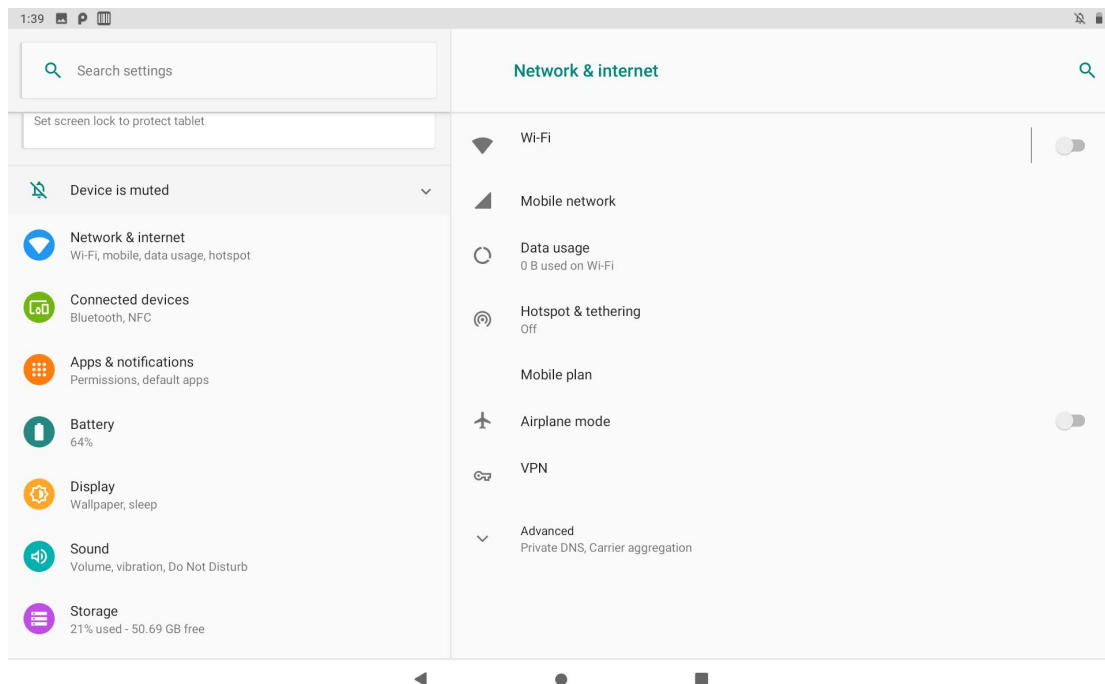 1:39
Search settings
Set screen lock to protect tablet
Device is muted
Network & internet
Wi-Fi, mobile, data usage, hotspot
Connected devices
Bluetooth, NFC
Apps & notifications
Permissions, default apps
Battery
64%
Display
Wallpaper, sleep
Sound
Volume, vibration, Do Not Disturb
Storage
21% used - 50.69 GB free
Network & internet
Wi-Fi
Mobile network
Data usage
0 B used on Wi-Fi
Hotspot & tethering
Off
Mobile plan
Airplane mode
VPN
Advanced
Private DNS, Carrier aggregation